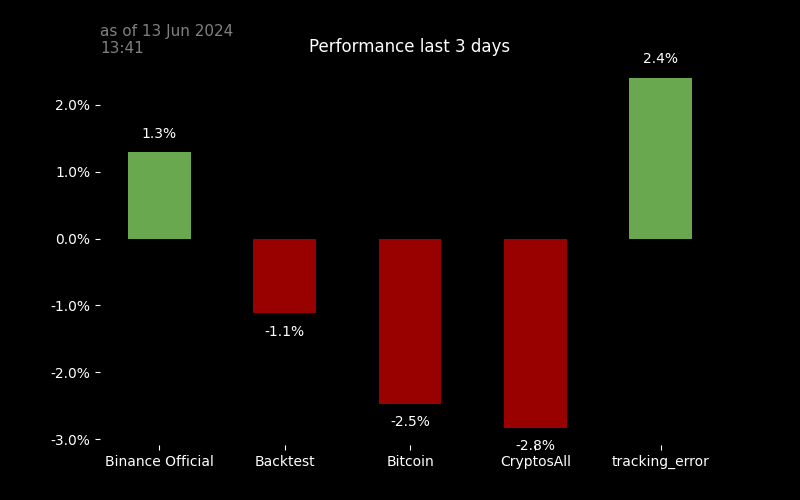 as of 13 Jun 2024
13:41
Performance last 3 days
2.4%
2.0%
1.3%
1.0%
0.0%
-1.0%
-1.1%
-2.0%
-2.5%
-3.0%
-2.8%
Binance Official
Backtest
Bitcoin
CryptosAll
tracking_error